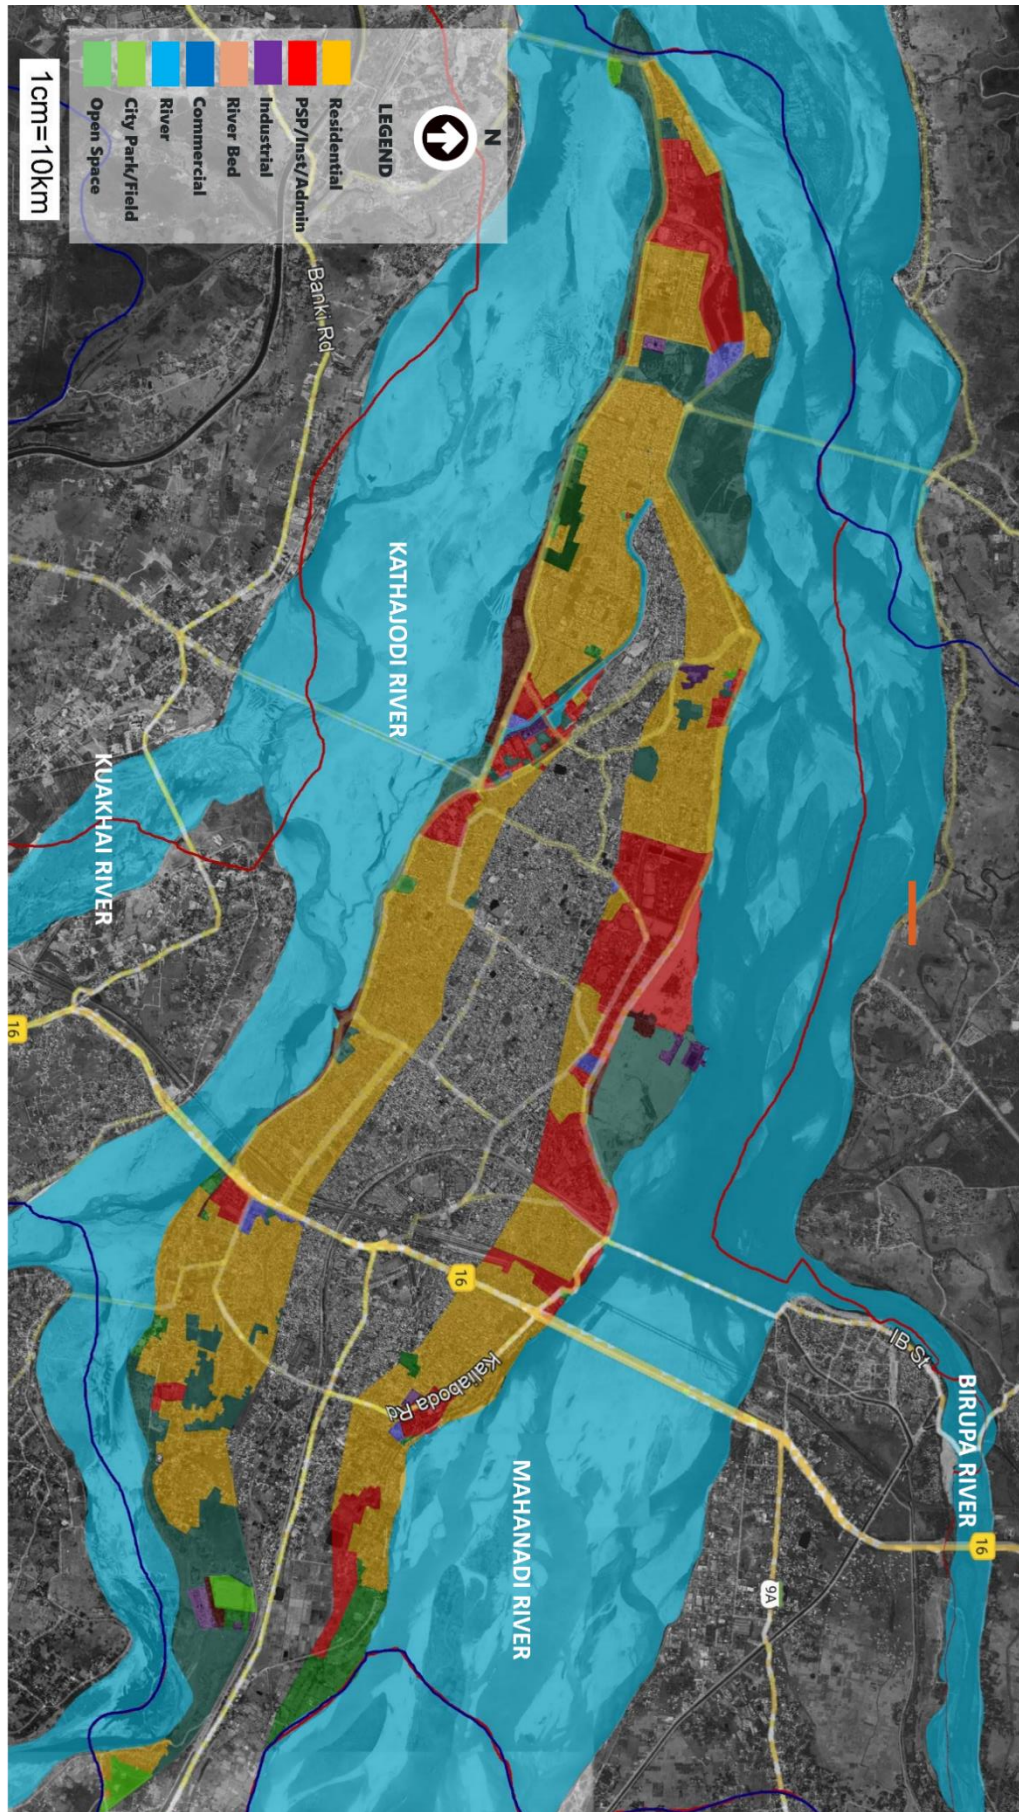 N
LEGEND
Residential
PSP/Inst/Admin
Industrial
River Bed
Commercial
River
City Park/Field
Open Space
1cm=10km
Banki Rd
KATHAJODI RIVER
KUAKHAI RIVER
16
16
Kaliaboda Rd
MAHANADI RIVER
IB St
BIRUPA RIVER
16
9A